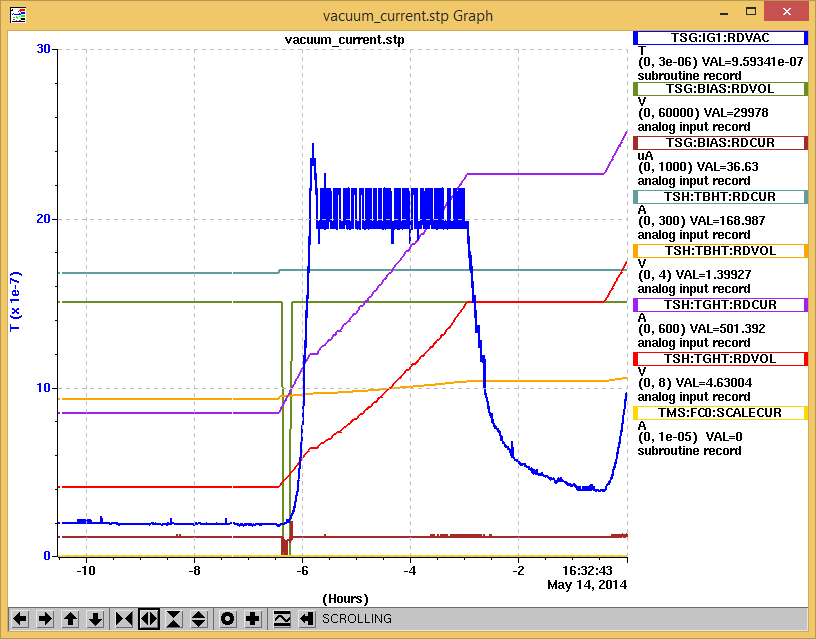 vacuum_current.stp Graph
vacuum_current.stp
30
20
10
0
T (x 1e-7)
-10
-8
-6
-4
-2
16:32:43
May 14, 2014
(Hours)
TSG:IG1:RDVAC
T
(0, 3e-06) VAL=9.59341e-07
subroutine record
TSG:BIAS:RDVOL
V
(0, 60000) VAL=29978
analog input record
TSG:BIAS:RDCUR
uA
(0, 1000) VAL=36.63
analog input record
TSH:TBHT:RDCUR
A
(0, 300) VAL=168.987
analog input record
TSH:TBHT:RDVOL
V
(0, 4) VAL=1.39927
analog input record
TSH:TGHT:RDCUR
A
(0, 600) VAL=501.392
analog input record
TSH:TGHT:RDVOL
V
(0, 8) VAL=4.63004
analog input record
TMS:FC0:SCALECUR
A
(0, 1e-05) VAL=0
subroutine record
SCROLLING